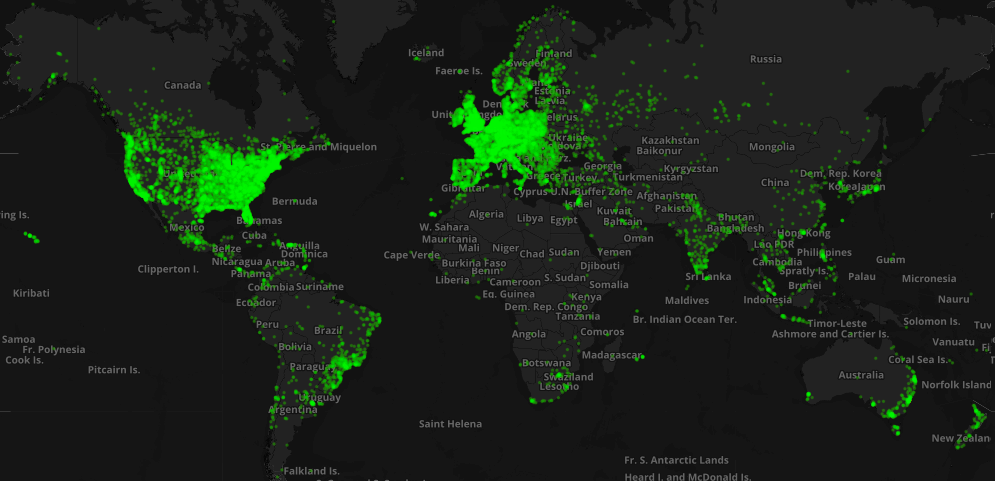 Iceland
Finland
Sweden
Russia
Faeroe Is.
Canada
Estonia
Latvia
Kazakhstan
Baikonur
Mongolia
St. Pierre and Miquelon
Georgia
Kyrgyzstan
Dem. Rep. Korea
Turkey
Turkmenistan
China
Korea
Japan
Gibraltar
Cyprus U.N. Buffer Zone
Afghanistan
Bermuda
Israel
Pakistan
ing Is.
Algeria
Libya
Egypt
Kuwait
Bahrain
Bhutan
Bahamas
Mexico
W. Sahara
Bangladesh
Hong Kong
Cuba
Mauritania
Oman
Lao PDR
Belize
Anguilla
Dominica
Cape Verde
Mali
Niger
Chad
Sudan
Yemen
Philippines
Nicaragua
Aruba
Burkina Faso
Djibouti
Cambodia
Guam
Clipperton I.
Panama
Benin
Spratly Is.
Palau
Micronesia
Liberia
Cameroon
S. Sudan
Somalia
Sri Lanka
Colombia
Suriname
Brunei
Kiribati
Ecuador
Eq. Guinea
Kenya
Maldives
Indonesia
Nauru
Dem. Rep. Congo
Tanzania
Br. Indian Ocean Ter.
Peru
Brazil
Timor-Leste
Solomon Is.
Tuv
Samoa
Angola
Comoros
Ashmore and Cartier Is.
Fr. Polynesia
Bolivia
Madagascar
Vanuatu
Fi
Cook Is.
Coral Sea Is.
Pitcairn Is.
Paraguay
Botswana
Swaziland
Australia
Lesotho
Norfolk Island
Uruguay
Argentina
Saint Helena
New Zealan
Fr. S. Antarctic Lands
Falkland Is.
Heard I. and McDonald Is.